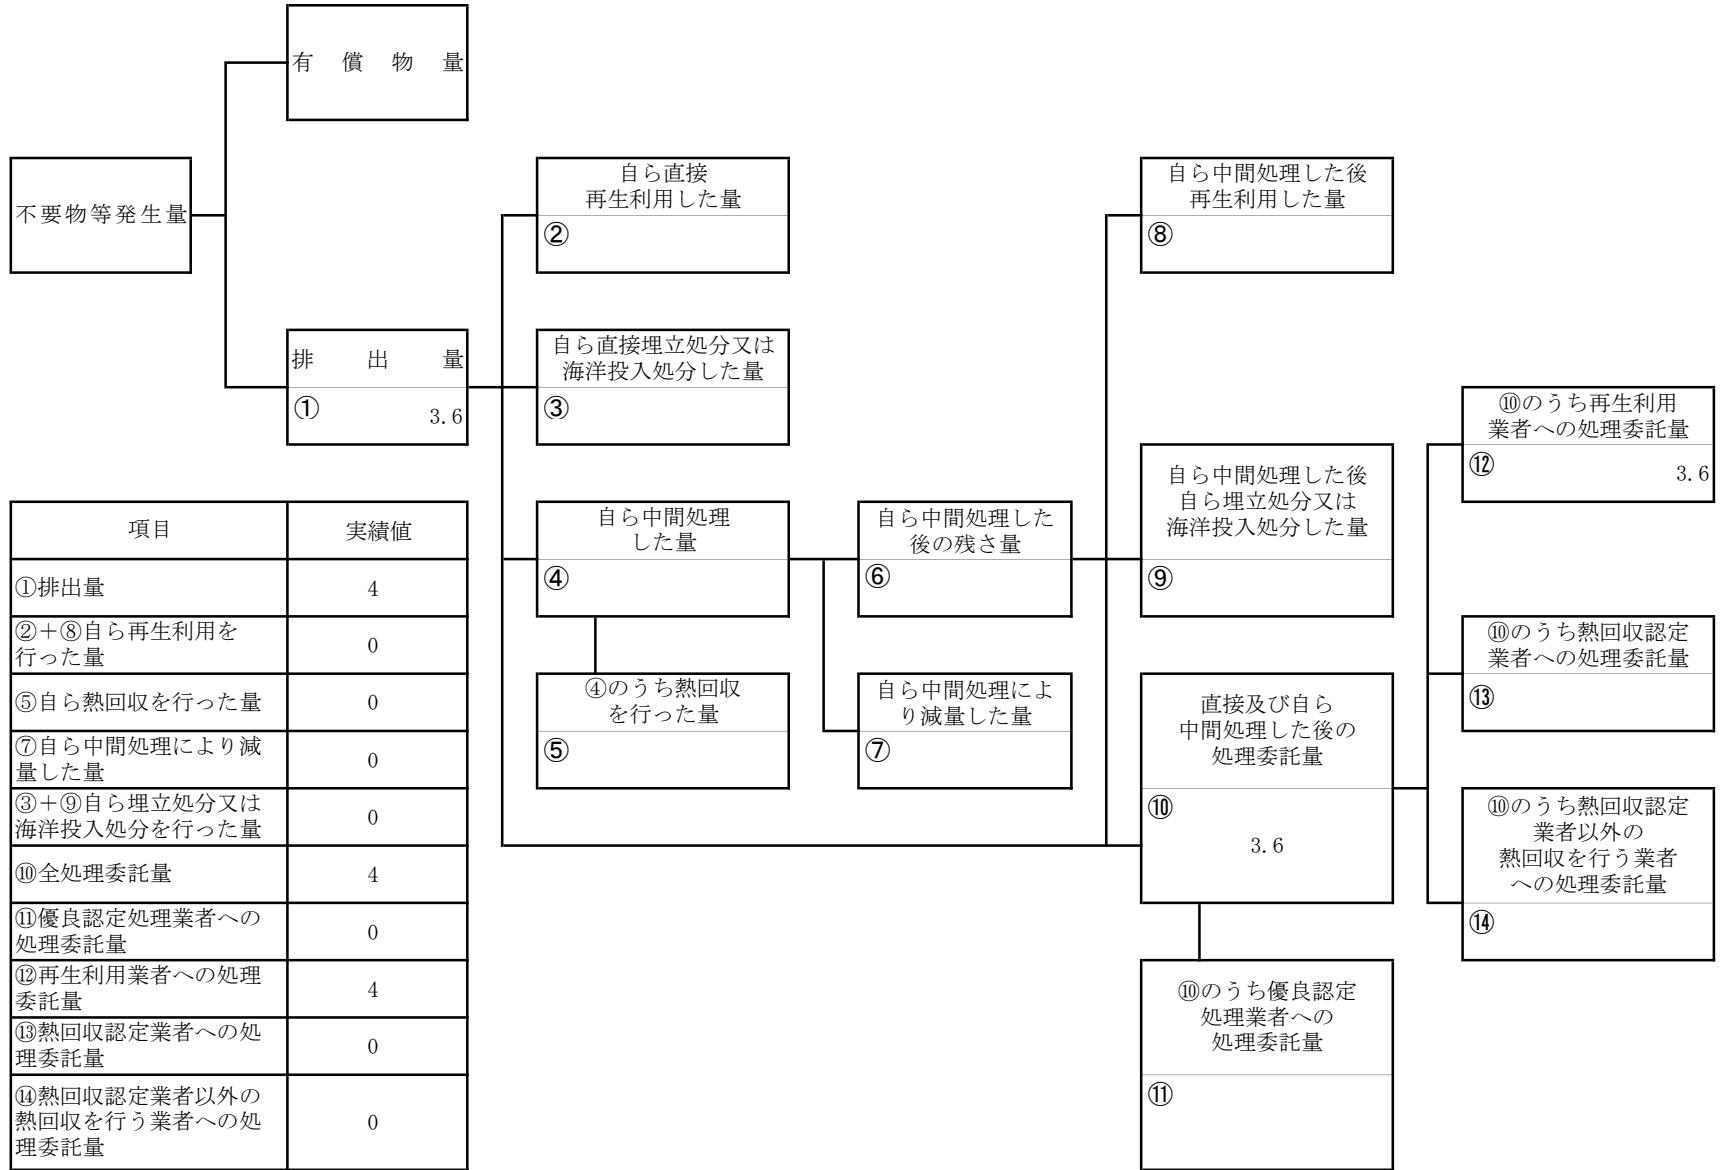 有償物量
不要物等発生量
自ら直接
再生利用した量
②
自ら中間処理した後
再生利用した量
⑧
排出量
① 3.6
自ら直接埋立処分又は
海洋投入処分した量
③
⑩のうち再生利用
業者への処理委託量
⑫ 3.6
自ら中間処理
した量
④
自ら中間処理した
後の残さ量
⑥
自ら中間処理した後
自ら埋立処分又は
海洋投入処分した量
⑨
⑩のうち熱回収認定
業者への処理委託量
⑬
④のうち熱回収
を行った量
⑤
自ら中間処理によ
り減量した量
⑦
直接及び自ら
中間処理した後の
処理委託量
⑩
3.6
⑩のうち熱回収認定
業者以外の
熱回収を行う業者
への処理委託量
⑭
⑩のうち優良認定
処理業者への
処理委託量
⑪
項目 実績値
①排出量 4
②＋⑧自ら再生利用を
行った量 0
⑤自ら熱回収を行った量 0
⑦自ら中間処理により減
量した量 0
③＋⑨自ら埋立処分又は
海洋投入処分を行った量 0
⑩全処理委託量 4
⑪優良認定処理業者への
処理委託量 0
⑫再生利用業者への処理
委託量 4
⑬熱回収認定業者への処
理委託量 0
⑭熱回収認定業者以外の
熱回収を行う業者への処
理委託量 0